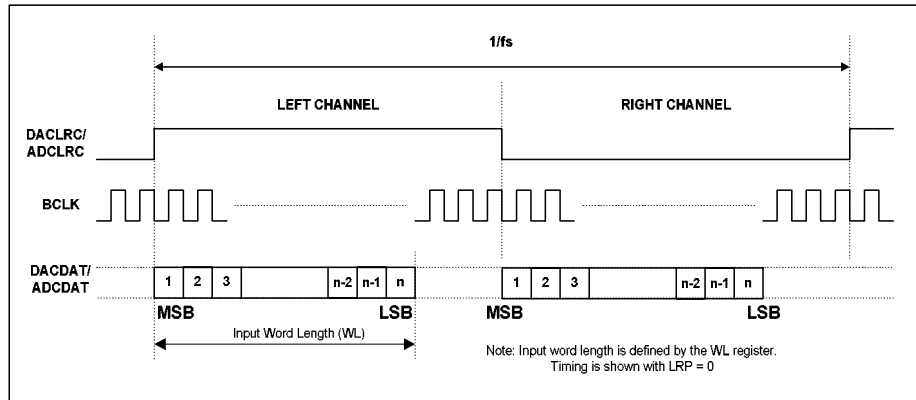 1/fs
LEFT CHANNEL
RIGHT CHANNEL
DACLRC/
ADCLRC
BCLK
DACDAT/
ADCDAT
1 2 3 n-2 n-1 n
1 2 3 n-2 n-1 n
MSB
LSB
MSB
LSB
Input Word Length (WL)
Note: Input word length is defined by the WL register.
Timing is shown with LRP = 0